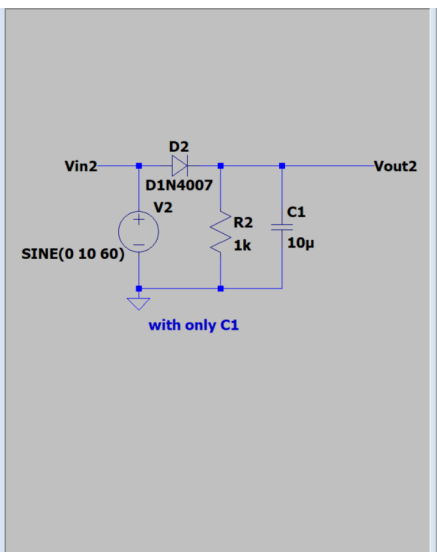 D2
Vin2
Vout2
D1N4007
V2
C1
R2
SINE(0 10 60)
1k
10µ
with only C1